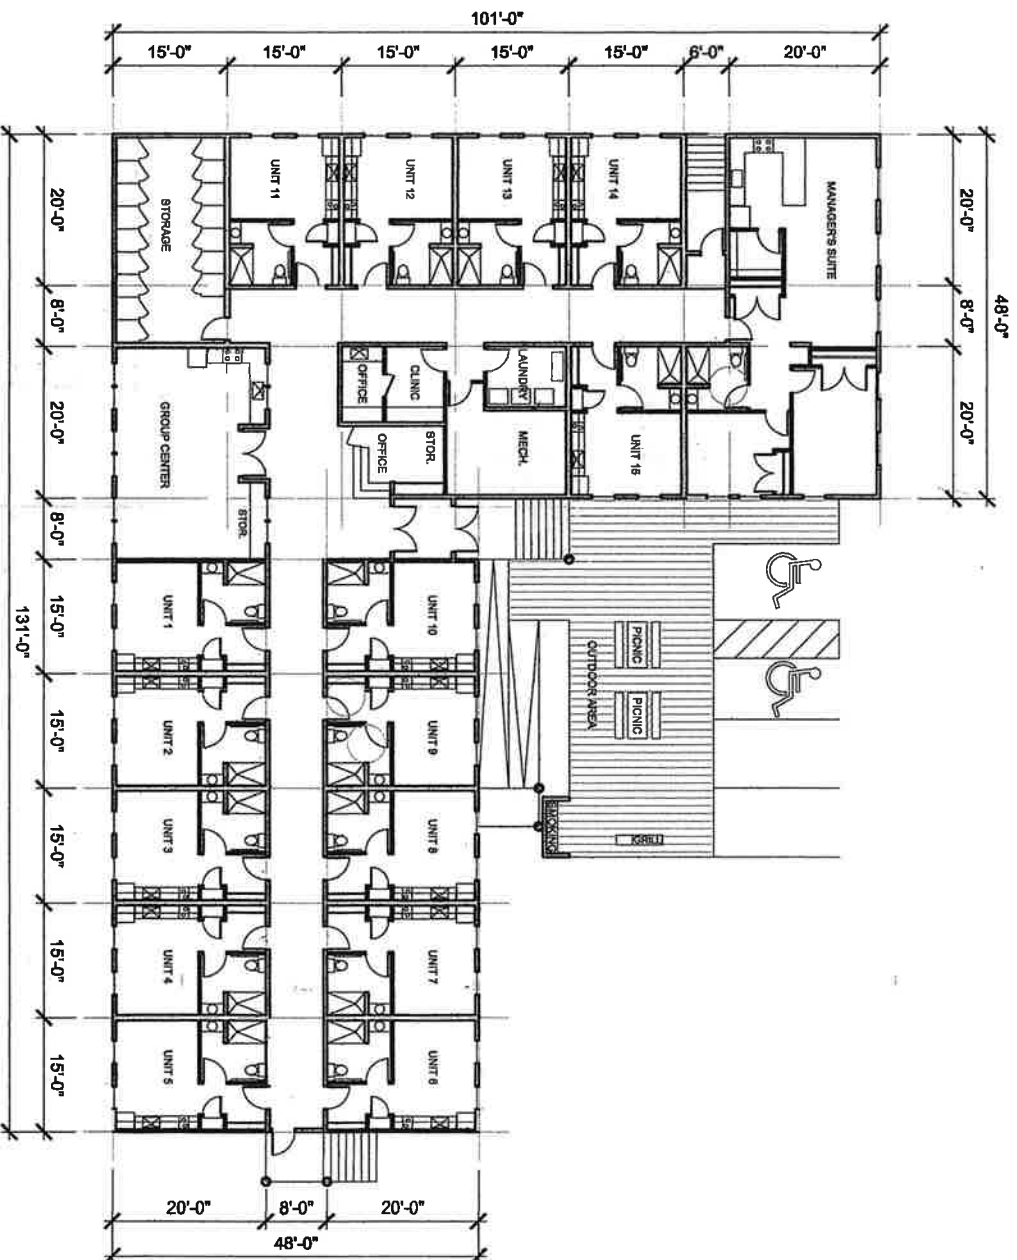 101'-0"
15'-0"
15'-0"
15'-0"
15'-0"
15'-0"
6'-0"
20'-0"
48'-0"
20'-0"
8'-0"
20'-0"
131'-0"
20'-0"
8'-0"
20'-0"
8'-0"
15'-0"
15'-0"
15'-0"
15'-0"
15'-0"
STORAGE
UNIT 11
UNIT 12
UNIT 13
UNIT 14
MANAGER'S SUITE
GROUP CENTER
STOR.
OFFICE
CLINIC
LAUNDRY
OFFICE
STOR.
MECH.
UNIT 15
UNIT 1
UNIT 10
UNIT 2
UNIT 9
UNIT 3
UNIT 8
UNIT 4
UNIT 7
UNIT 5
UNIT 6
PICNIC
PICNIC
OUTDOOR AREA
SMOKING
GRILL
20'-0"
8'-0"
20'-0"
48'-0"